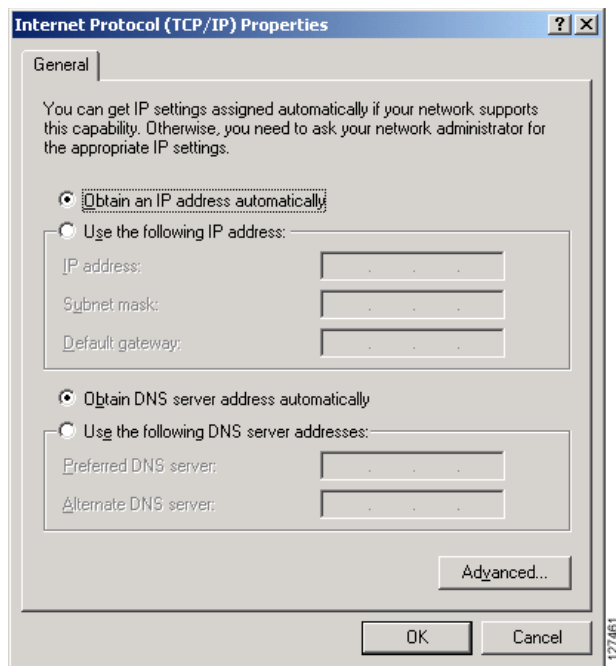 Internet Protocol (TCP/IP) Properties
General
You can get IP settings assigned automatically if your network supports
this capability. Otherwise, you need to ask your network administrator for
the appropriate IP settings.
Obtain an IP address automatically
Use the following IP address:
IP address:
Subnet mask:
Default gateway:
Obtain DNS server address automatically
Use the following DNS server addresses:
Preferred DNS server:
Alternate DNS server:
Advanced...
OK
Cancel
127461